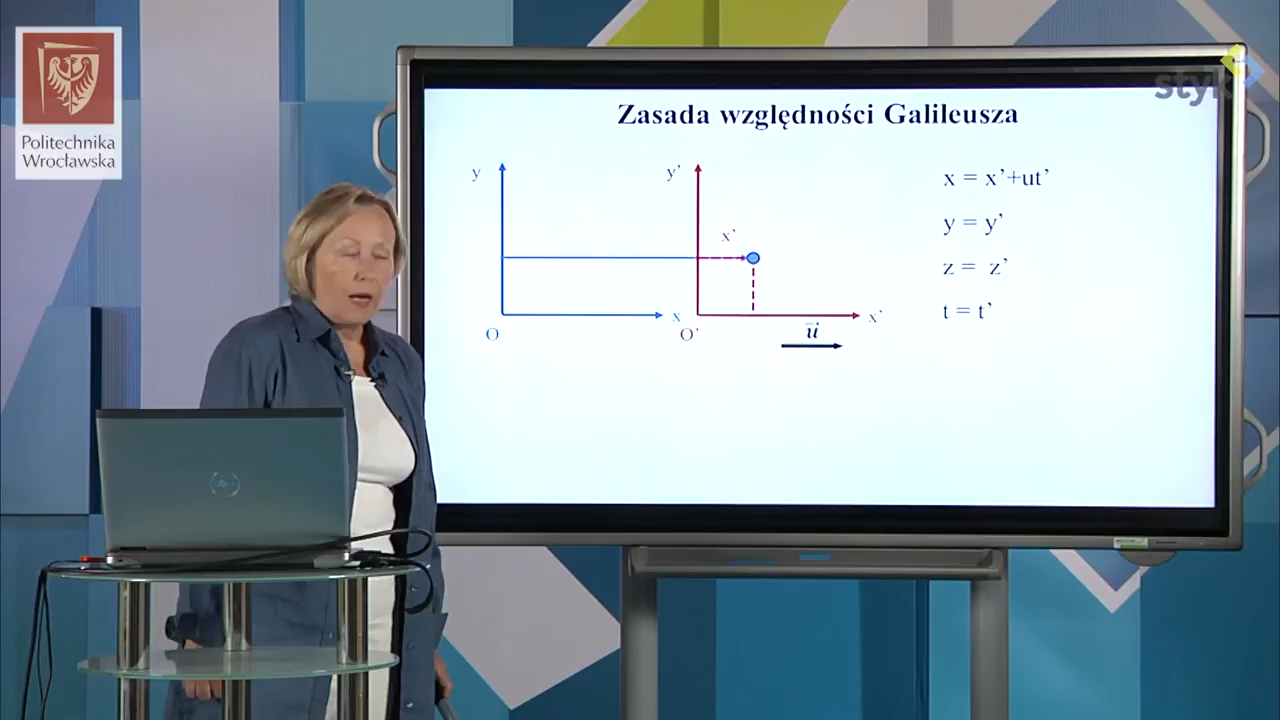 Politechnika
Wrocławska
styk
Zasada względności Galileusza
y
y’
x’
x
x’
O
O’
u
x = x’+ut’
y = y’
z = z’
t = t’